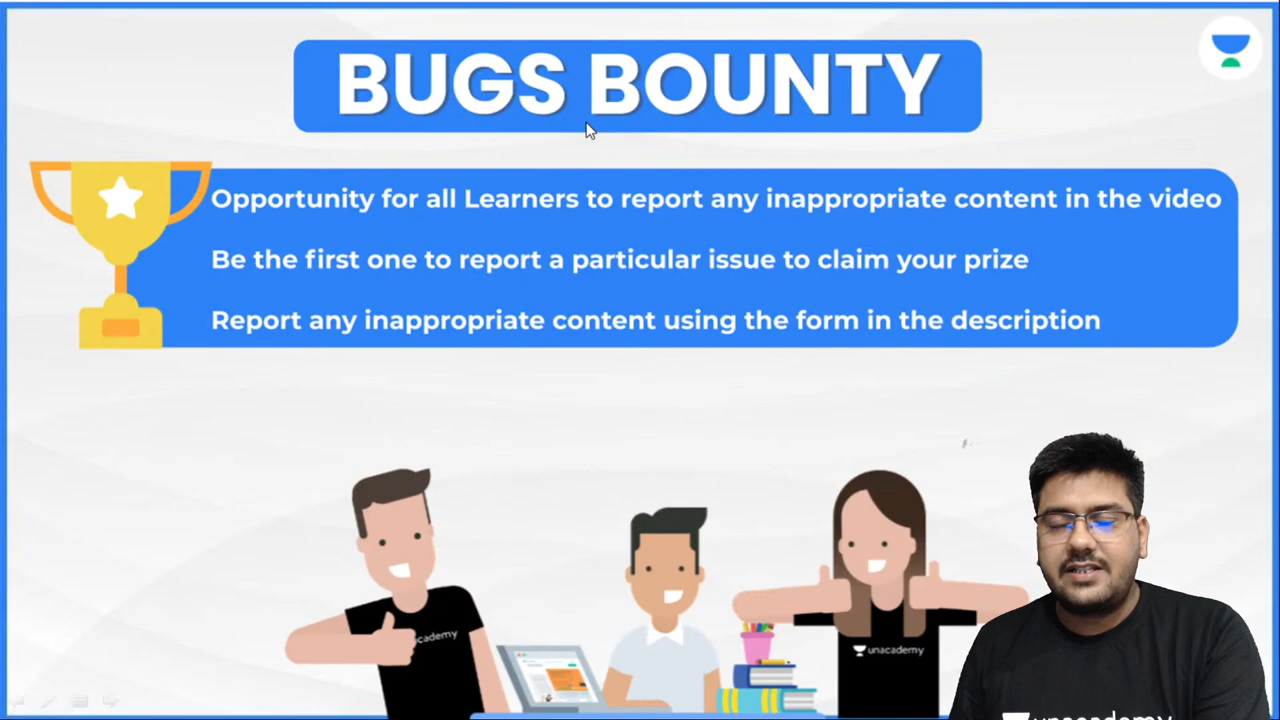 BUGS BOUNTY
Opportunity for all Learners to report any inappropriate content in the video
Be the first one to report a particular issue to claim your prize
Report any inappropriate content using the form in the description
unacademy
unacademy
unacademy